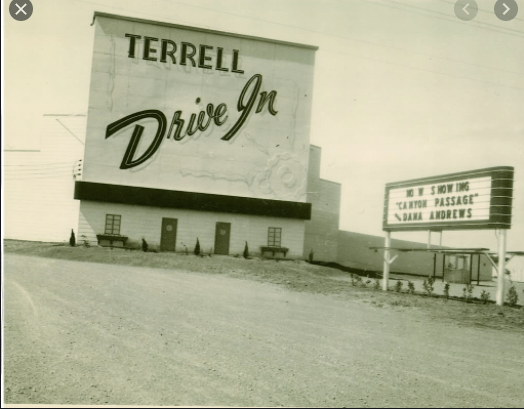 TERRELL
Drive In
NOW SHOWING
"CANYON PASSAGE"
DANA ANDREWS